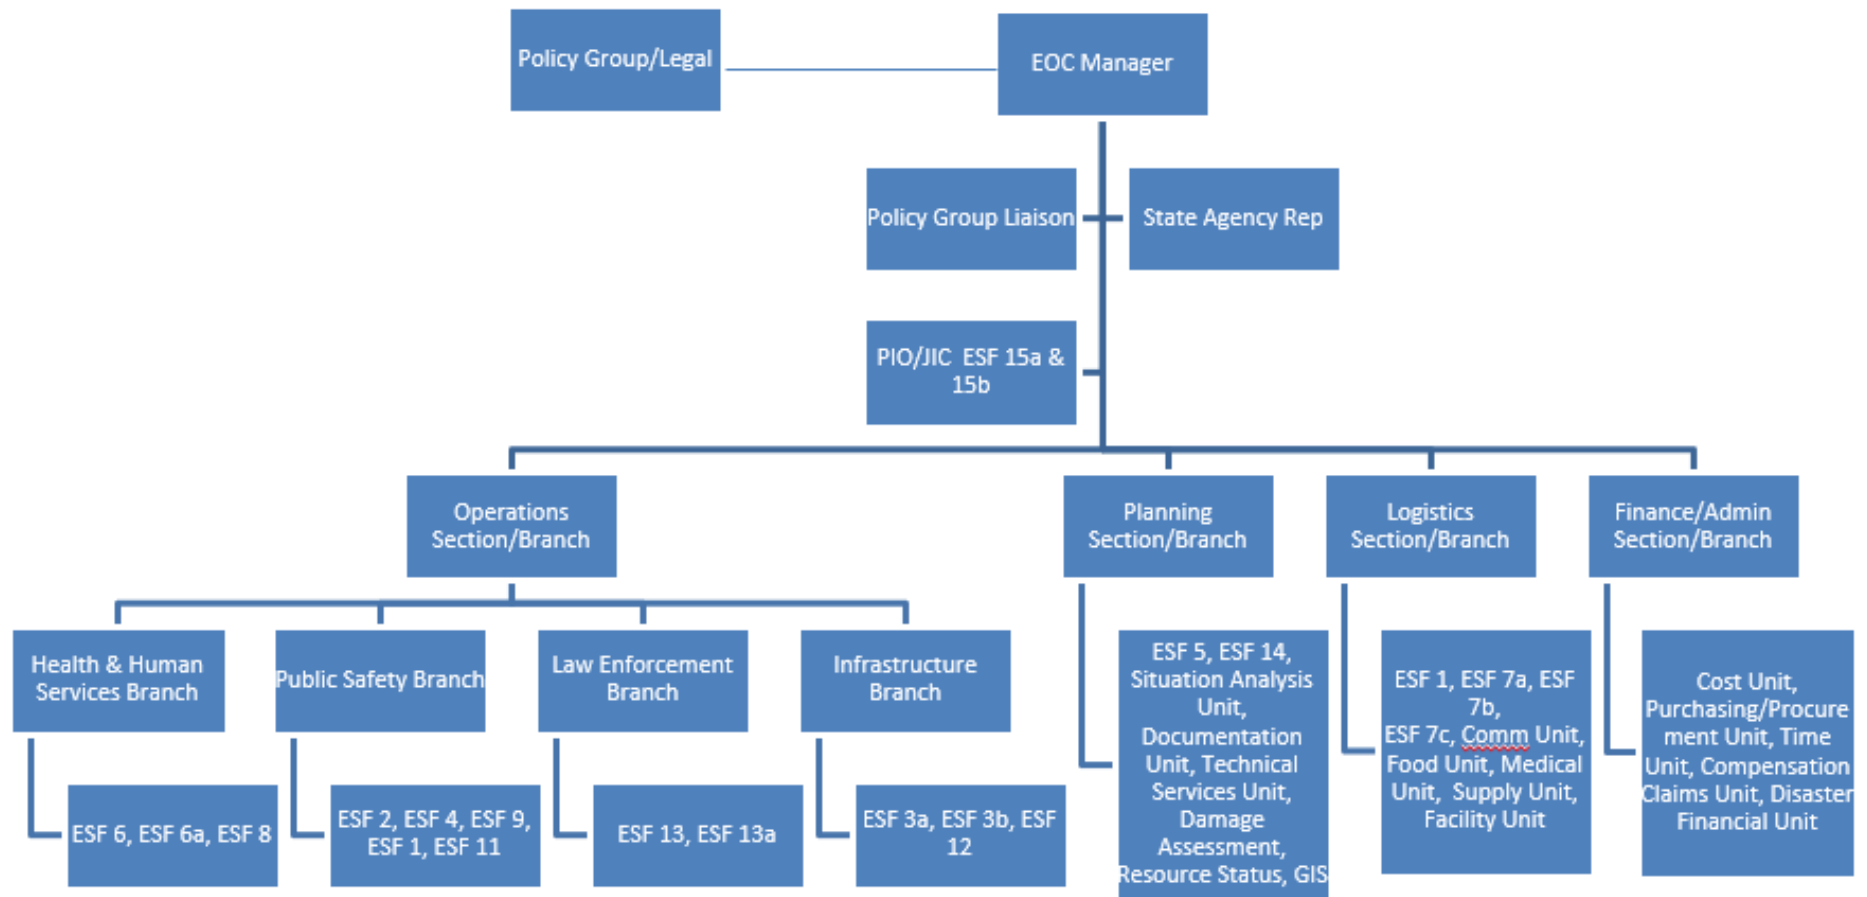 Policy Group/Legal
EOC Manager
Policy Group Liaison
State Agency Rep
PIO/JIC  ESF 15a &
15b
Operations
Section/Branch
Planning
Section/Branch
Logistics
Section/Branch
Finance/Admin
Section/Branch
Health & Human
Services Branch
Public Safety Branch
Law Enforcement
Branch
Infrastructure
Branch
ESF 6, ESF 6a, ESF 8
ESF 2, ESF 4, ESF 9,
ESF 1, ESF 11
ESF 13, ESF 13a
ESF 3a, ESF 3b, ESF
12
ESF 5, ESF 14,
Situation Analysis
Unit,
Documentation
Unit, Technical
Services Unit,
Damage
Assessment,
Resource Status, GIS
ESF 1, ESF 7a, ESF
7b,
ESF 7c, Comm Unit,
Food Unit, Medical
Unit,  Supply Unit,
Facility Unit
Cost Unit,
Purchasing/Procure
ment Unit, Time
Unit, Compensation
Claims Unit, Disaster
Financial Unit